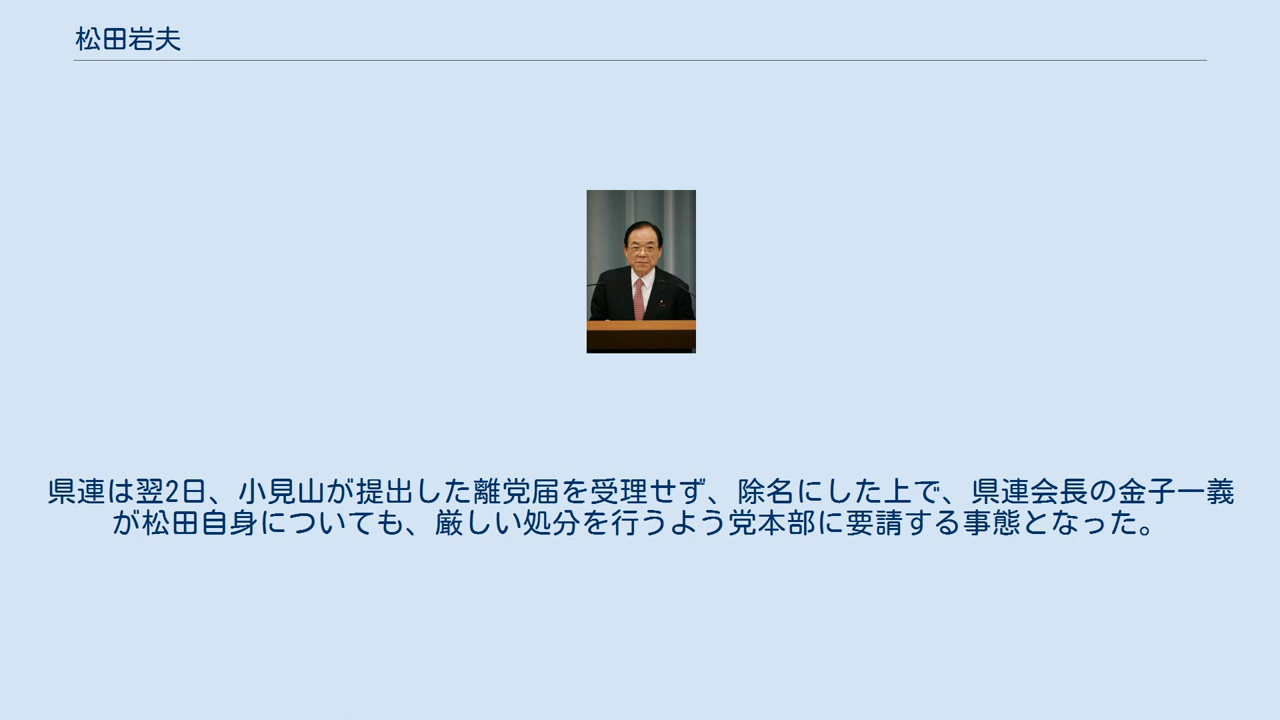 松田岩夫
県連は翌2日、小見山が提出した離党届を受理せず、除名にした上で、県連会長の金子一義
が松田自身についても、厳しい処分を行うよう党本部に要請する事態となった。